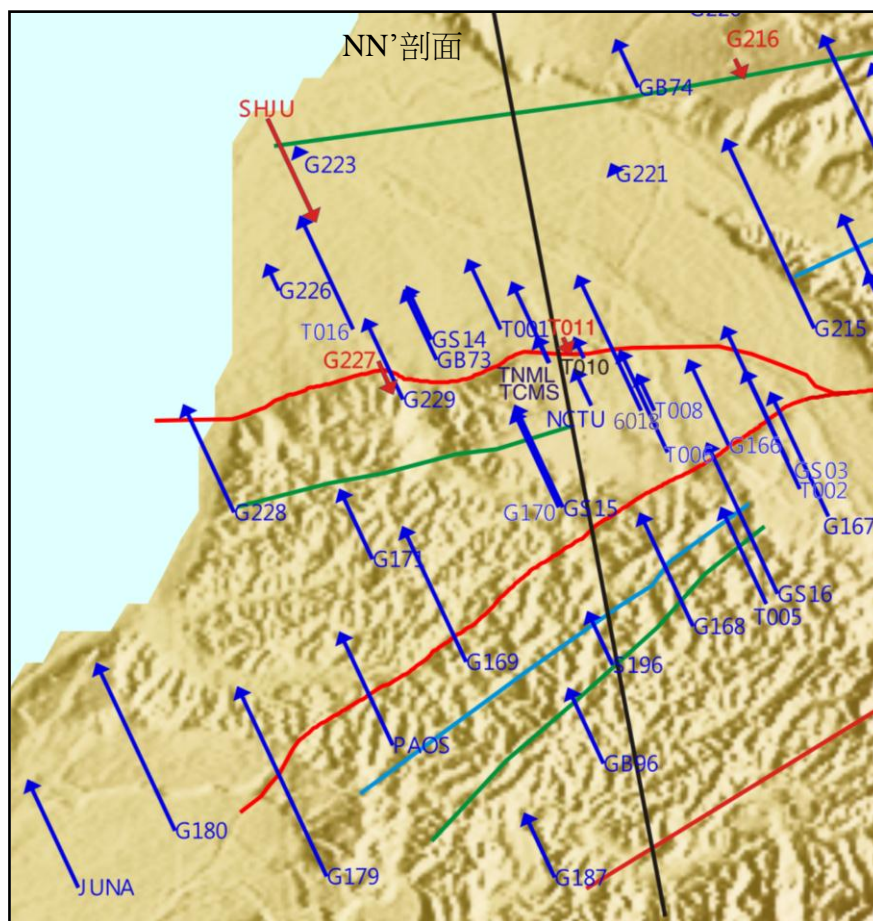 G220
NN’剖面
G216
GB74
SHJU
G223
G221
G226
T016
GS14
T001
T011
G215
GB73
G227
T010
TNML
TCMS
G229
NCTU
6018
T008
G166
T006
GS03
T002
G170
GS15
G228
G167
G171
GS16
T005
G168
G169
S196
PAOS
GB96
G180
G179
G187
JUNA